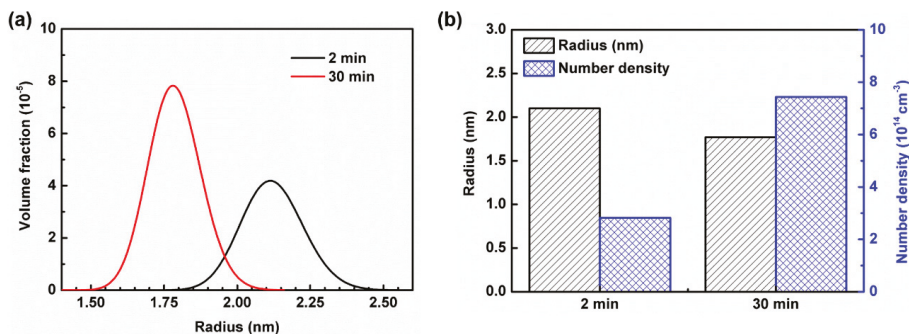 (a)
10
8
6
4
2
0
Volume fraction (10-5)
2 min
30 min
1.50
1.75
2.00
2.25
2.50
Radius (nm)
(b)
3.0
2.5
2.0
1.5
1.0
0.5
0.0
Radius (nm)
Radius (nm)
Number density
2 min
30 min
10
8
6
4
2
0
Number density (10¹⁴ cm⁻³)